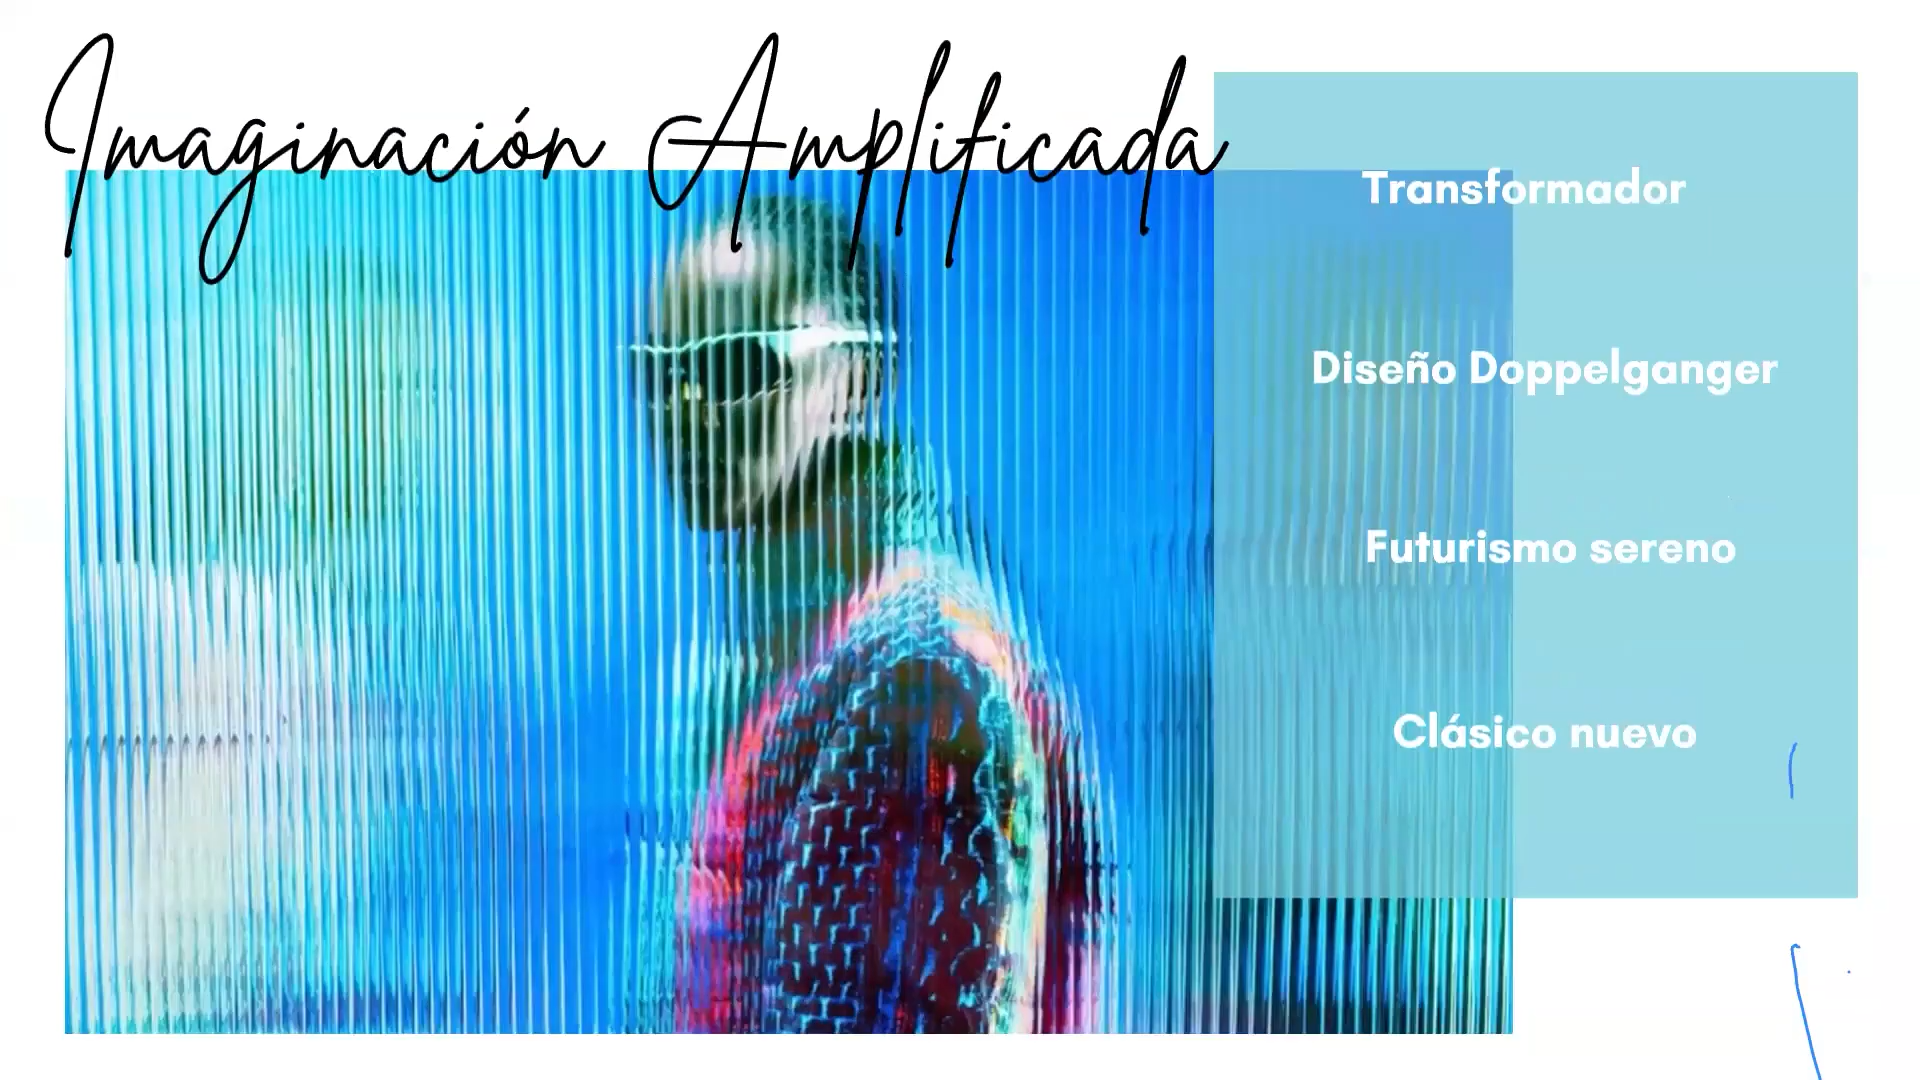 Imaginación Amplificada
Transformador
Diseño Doppelganger
Futurismo sereno
Clásico nuevo